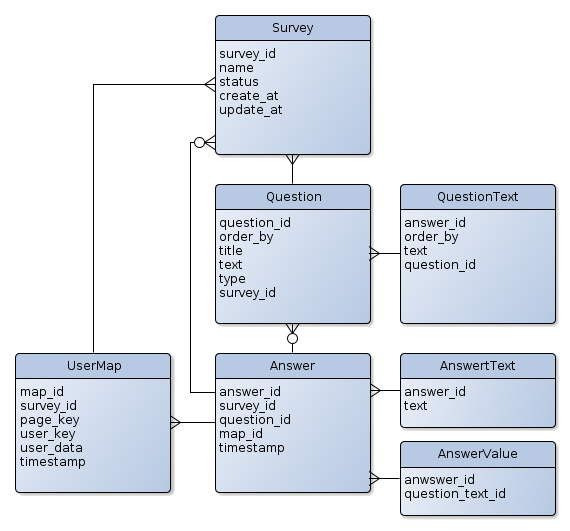 Survey
survey_id
name
status
create_at
update_at
Question
question_id
order_by
title
text
type
survey_id
QuestionText
answer_id
order_by
text
question_id
UserMap
map_id
survey_id
page_key
user_key
user_data
timestamp
Answer
answer_id
survey_id
question_id
map_id
timestamp
AnswertText
answer_id
text
AnswerValue
anwswer_id
question_text_id